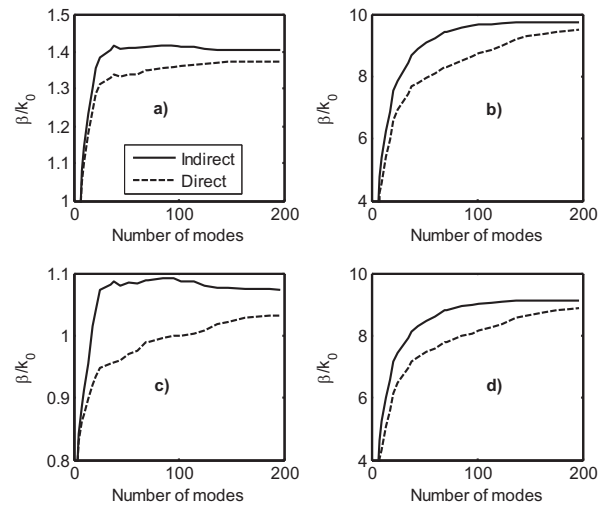 1.5
1.4
1.3
1.2
1.1
1
β/k0
a)
Indirect
Direct
0
100
200
Number of modes
10
8
6
4
β/k0
b)
0
100
200
Number of modes
1.1
1
0.9
0.8
β/k0
c)
0
100
200
Number of modes
10
8
6
4
β/k0
d)
0
100
200
Number of modes